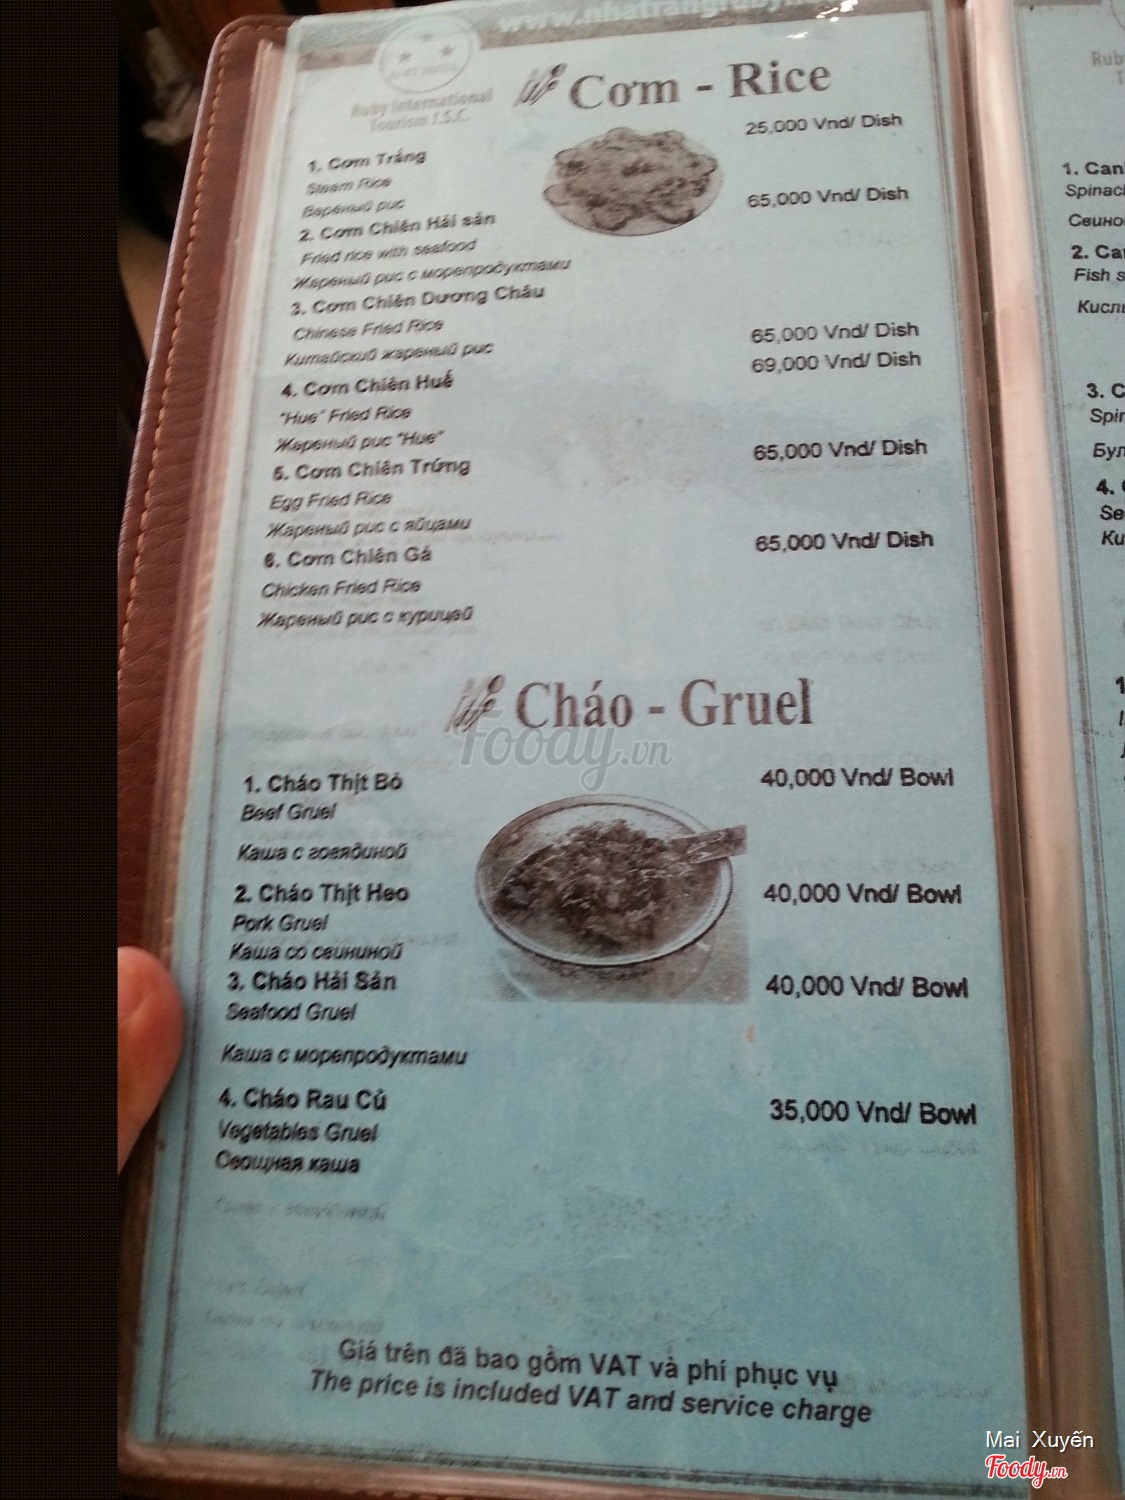 Ruby International
Tourism J.S.C.
Cơm - Rice
1. Cơm Trắng
25,000 Vnd/ Dish
Steam Rice
Вареный рис
2. Cơm Chiên Hải sản
65,000 Vnd/ Dish
Fried rice with seafood
Жареный рис с морепродуктами
3. Cơm Chiên Dương Châu
65,000 Vnd/ Dish
Chinese Fried Rice
Китайский жареный рис
4. Cơm Chiên Huế
69,000 Vnd/ Dish
"Hue" Fried Rice
Жареный рис "Hue"
5. Cơm Chiên Trứng
65,000 Vnd/ Dish
Egg Fried Rice
Жареный рис с яйцами
6. Cơm Chiên Gà
65,000 Vnd/ Dish
Chicken Fried Rice
Жареный рис с курицей
Cháo - Gruel
Foody.vn
1. Cháo Thịt Bò
40,000 Vnd/ Bowl
Beef Gruel
Каша с говядиной
2. Cháo Thịt Heo
40,000 Vnd/ Bowl
Pork Gruel
Каша со свининой
3. Cháo Hải Sản
40,000 Vnd/ Bowl
Seafood Gruel
Каша с морепродуктами
4. Cháo Rau Củ
35,000 Vnd/ Bowl
Vegetables Gruel
Овощная каша
Giá trên đã bao gồm VAT và phí phục vụ
The price is included VAT and service charge
Mai Xuyến
Foody.vn